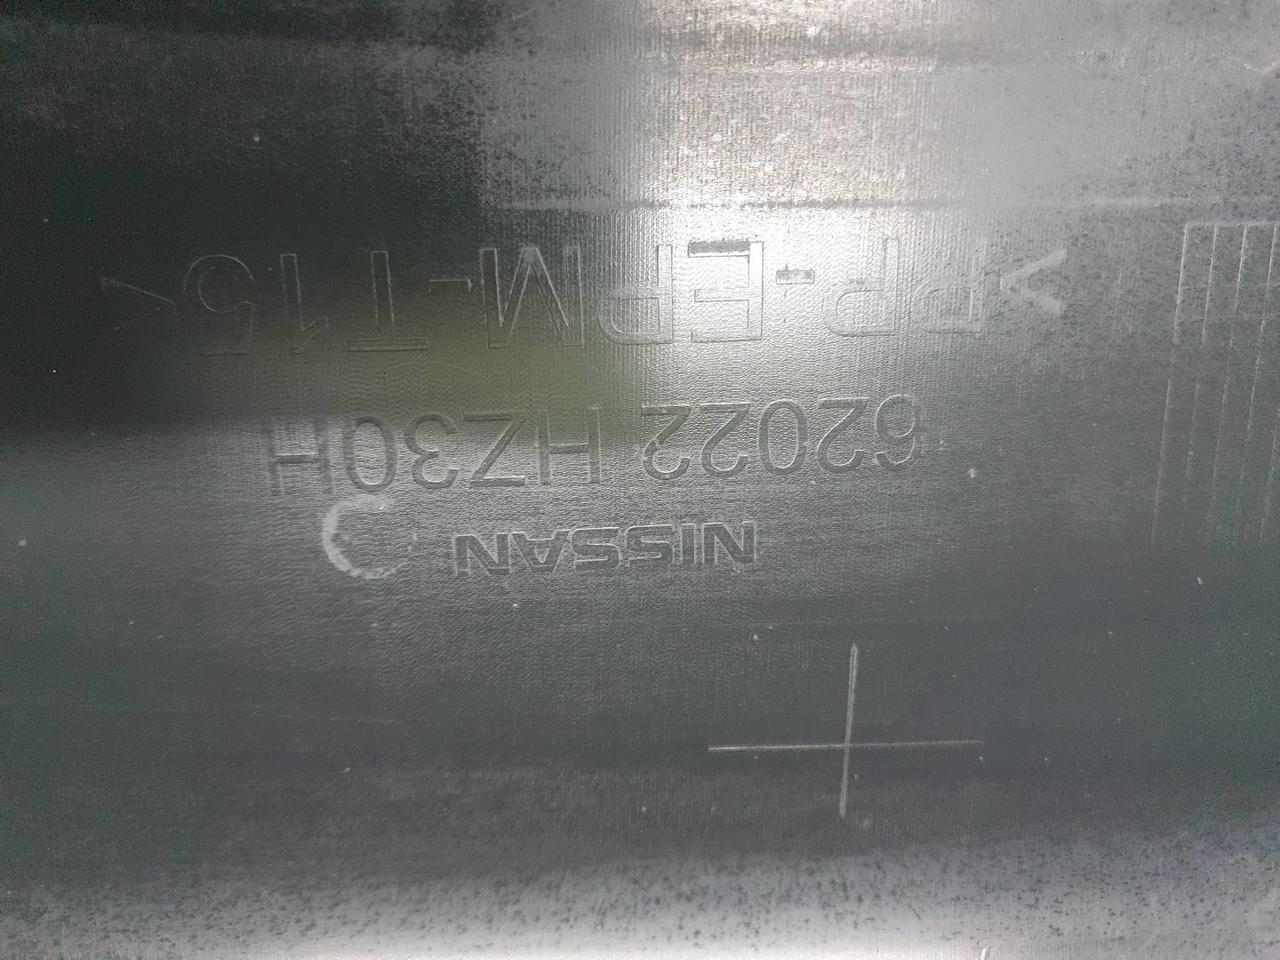 NISSAN
62022 HZ30H
>PP-EPM-T15<